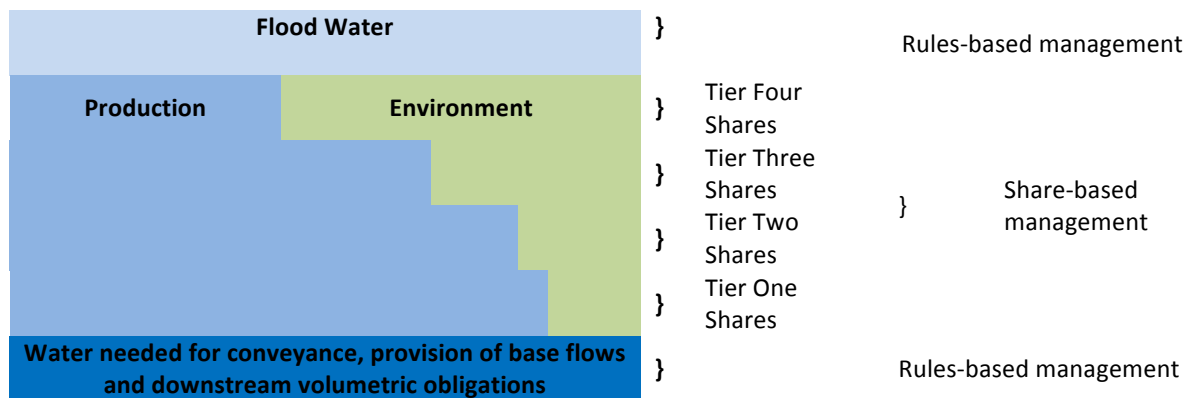 Flood Water
}
Rules-based management
Production
Environment
}
Tier Four
Shares
}
Tier Three
Shares
}
Tier Two
Shares
}
Share-based
management
}
Tier One
Shares
Water needed for conveyance, provision of base flows
and downstream volumetric obligations
}
Rules-based management